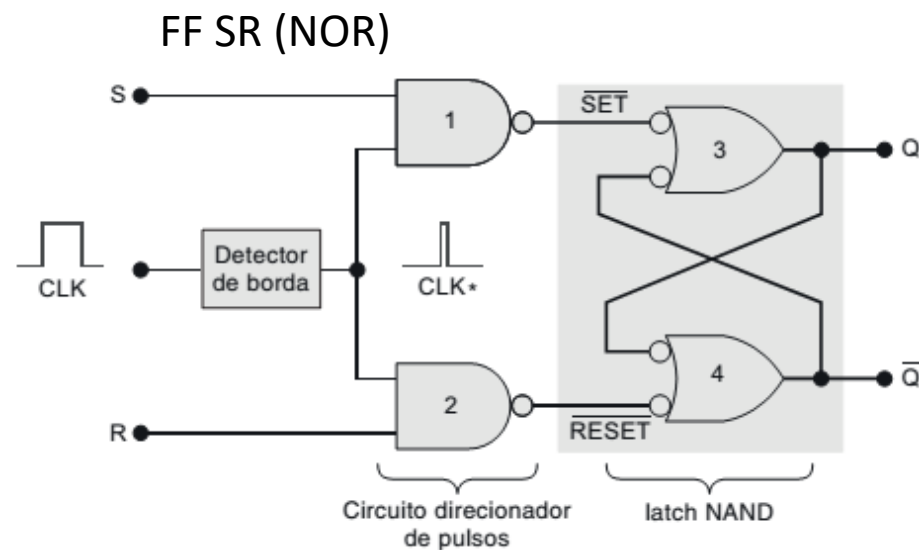 FF SR (NOR)
S
1
SET
3
Q
CLK
Detector
de borda
CLK*
R
2
RESET
4
Q
Circuito direcionador
de pulsos
latch NAND